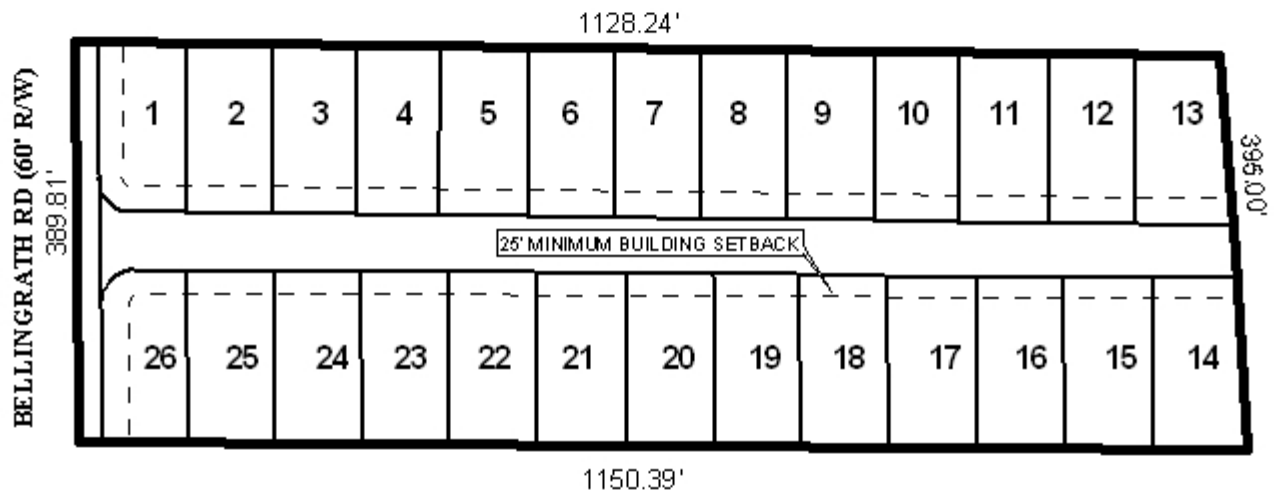 1128.24'
BELLINGRATH RD (60' R/W)
389.81'
1 2 3 4 5 6 7 8 9 10 11 12 13
395.00'
25' MINIMUM BUILDING SETBACK
26 25 24 23 22 21 20 19 18 17 16 15 14
1150.39'